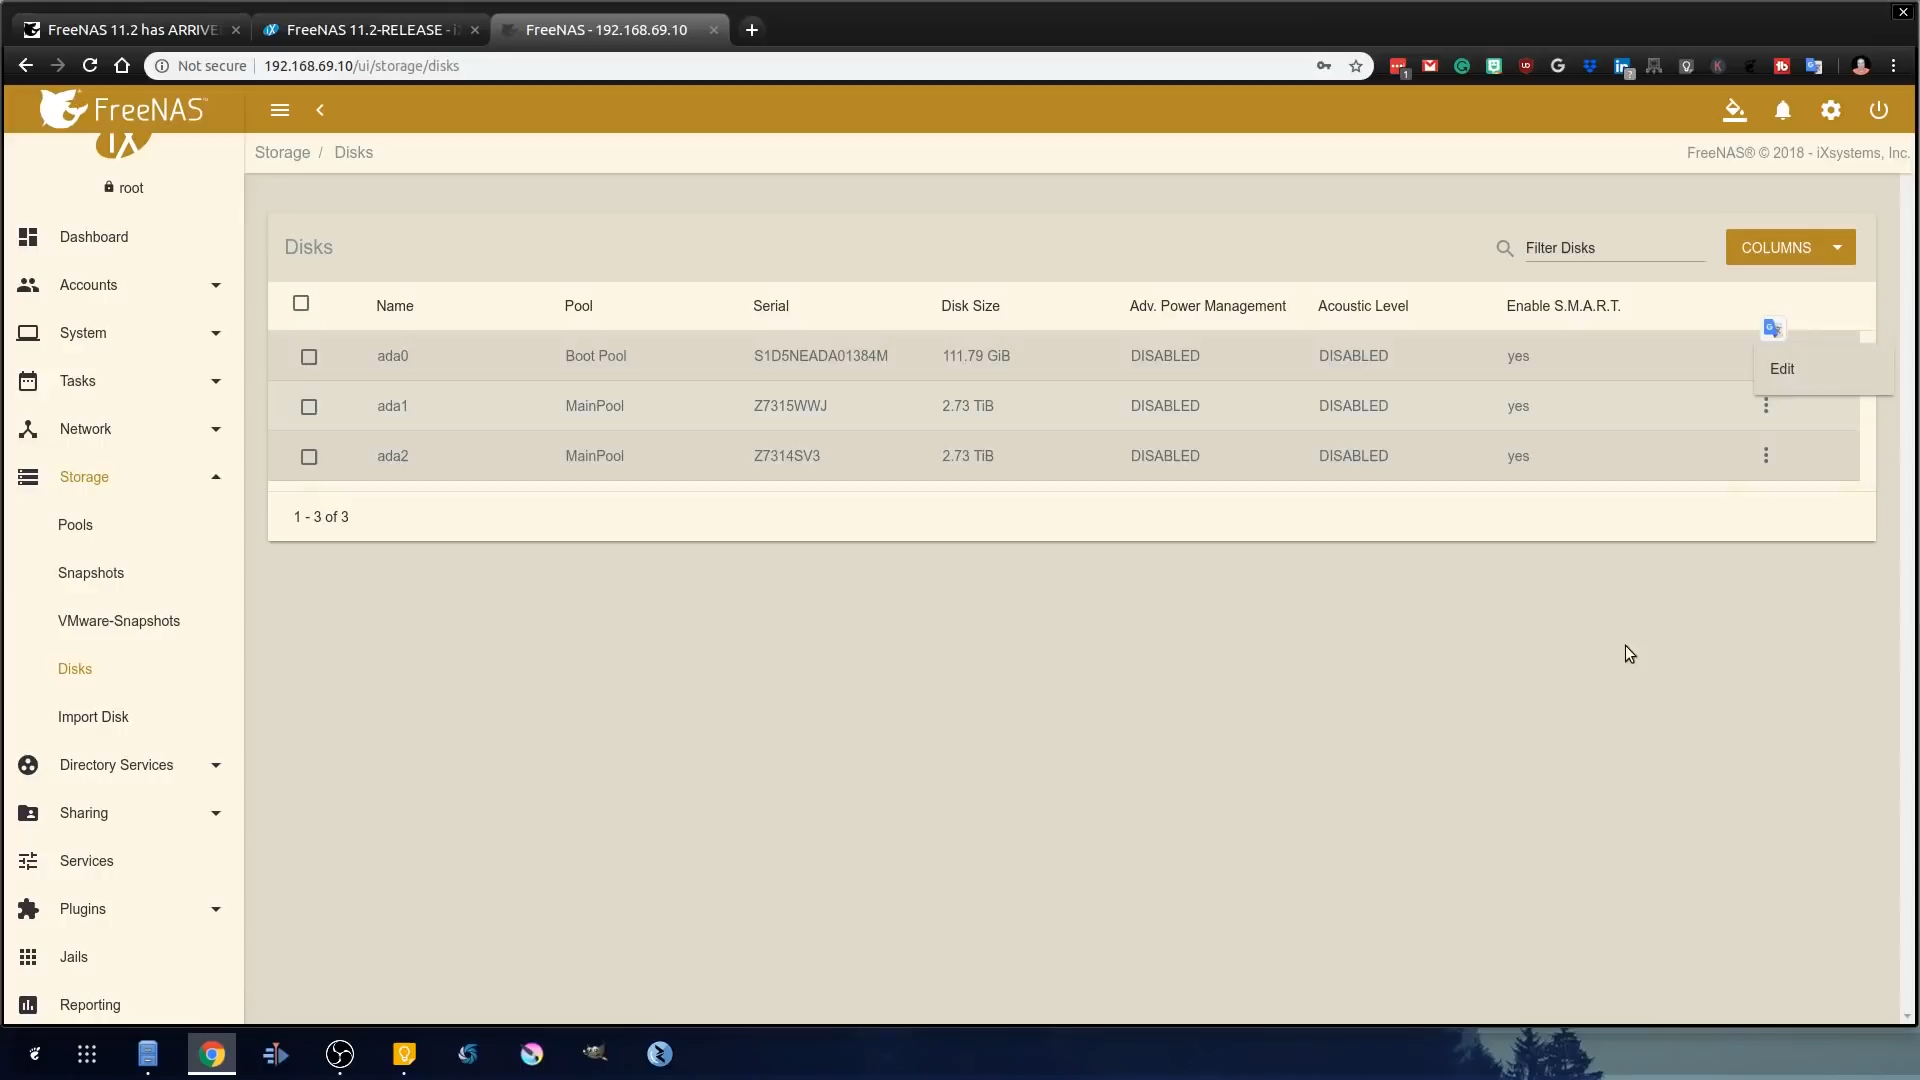 FreeNAS 11.2 has ARRIVE
FreeNAS 11.2-RELEASE - i
FreeNAS - 192.168.69.10
Not secure 192.168.69.10/ui/storage/disks
FreeNAS
Storage / Disks
FreeNAS® © 2018 - iXsystems, Inc.
root
Dashboard
Accounts
System
Tasks
Network
Storage
Pools
Snapshots
VMware-Snapshots
Disks
Import Disk
Directory Services
Sharing
Services
Plugins
Jails
Reporting
Disks
Filter Disks
COLUMNS
Name Pool Serial Disk Size Adv. Power Management Acoustic Level Enable S.M.A.R.T.
ada0 Boot Pool S1D5NEADA01384M 111.79 GiB DISABLED DISABLED yes
Edit
ada1 MainPool Z7315WWJ 2.73 TiB DISABLED DISABLED yes
ada2 MainPool Z7314SV3 2.73 TiB DISABLED DISABLED yes
1 - 3 of 3